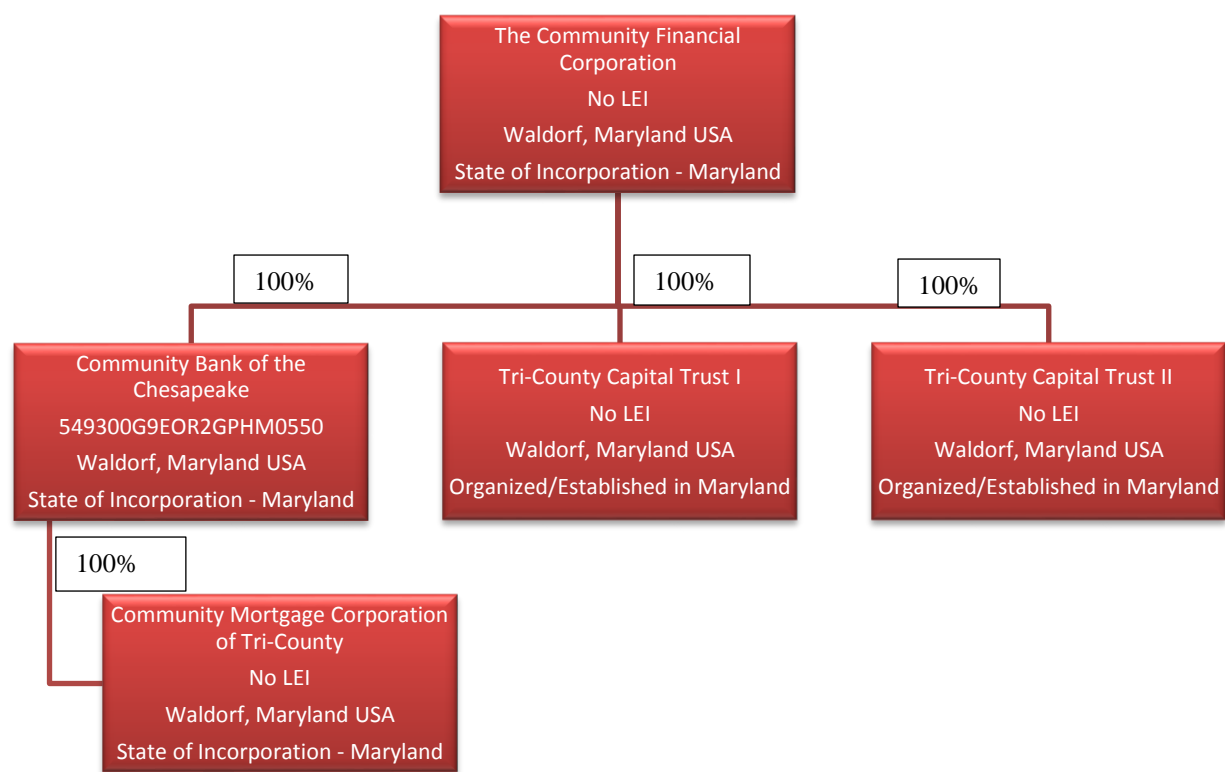 The Community Financial
Corporation
No LEI
Waldorf, Maryland USA
State of Incorporation - Maryland
100%
100%
100%
Community Bank of the
Chesapeake
549300G9EOR2GPHM0550
Waldorf, Maryland USA
State of Incorporation - Maryland
Tri-County Capital Trust I
No LEI
Waldorf, Maryland USA
Organized/Established in Maryland
Tri-County Capital Trust II
No LEI
Waldorf, Maryland USA
Organized/Established in Maryland
100%
Community Mortgage Corporation
of Tri-County
No LEI
Waldorf, Maryland USA
State of Incorporation - Maryland